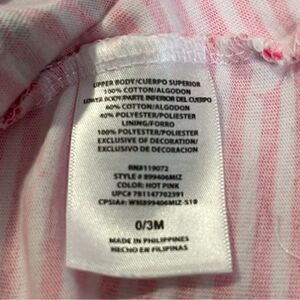 UPPER BODY/CUERPO SUPERIOR
100% COTTON/ALGODON
LOWER BODY/PARTE INFERIOR DEL CUERPO
60% COTTON/ALGODON
40% POLYESTER/POLIESTER
LINING/FORRO
100% POLYESTER/POLIESTER
EXCLUSIVE OF DECORATION/
EXCLUSIVO DE DECORACION
RN#119072
STYLE # 899406MIZ
COLOR: HOT PINK
UPC# 781147702391
CPSIA#: WM899406MIZ-S18
0/3M
MADE IN PHILIPPINES
HECHO EN FILIPINAS